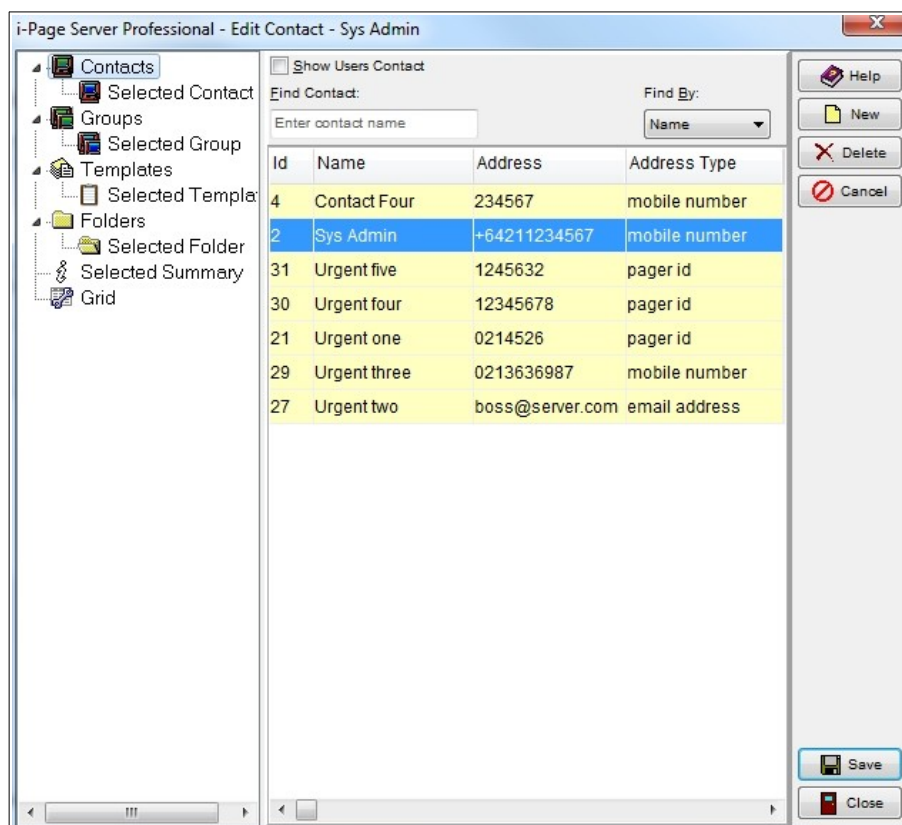 i-Page Server Professional - Edit Contact - Sys Admin
Contacts
Selected Contact
Groups
Selected Group
Templates
Selected Templa
Folders
Selected Folder
Selected Summary
Grid
Show Users Contact
Find Contact:
Find By:
Enter contact name
Name
Id Name Address Address Type
4 Contact Four 234567 mobile number
2 Sys Admin +64211234567 mobile number
31 Urgent five 1245632 pager id
30 Urgent four 12345678 pager id
21 Urgent one 0214526 pager id
29 Urgent three 0213636987 mobile number
27 Urgent two boss@server.com email address
Help
New
Delete
Cancel
Save
Close